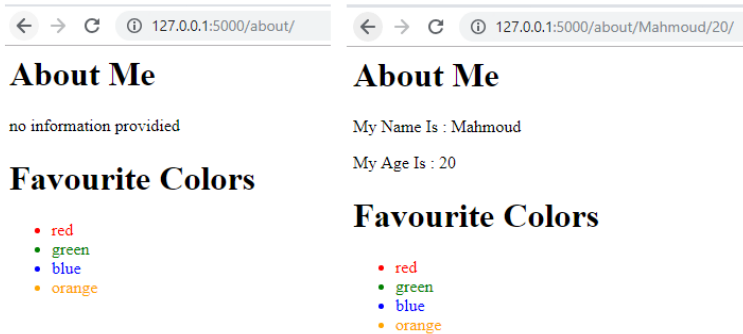 127.0.0.1:5000/about/
About Me
no information providied
Favourite Colors
red
green
blue
orange
127.0.0.1:5000/about/Mahmoud/20/
About Me
My Name Is : Mahmoud
My Age Is : 20
Favourite Colors
red
green
blue
orange